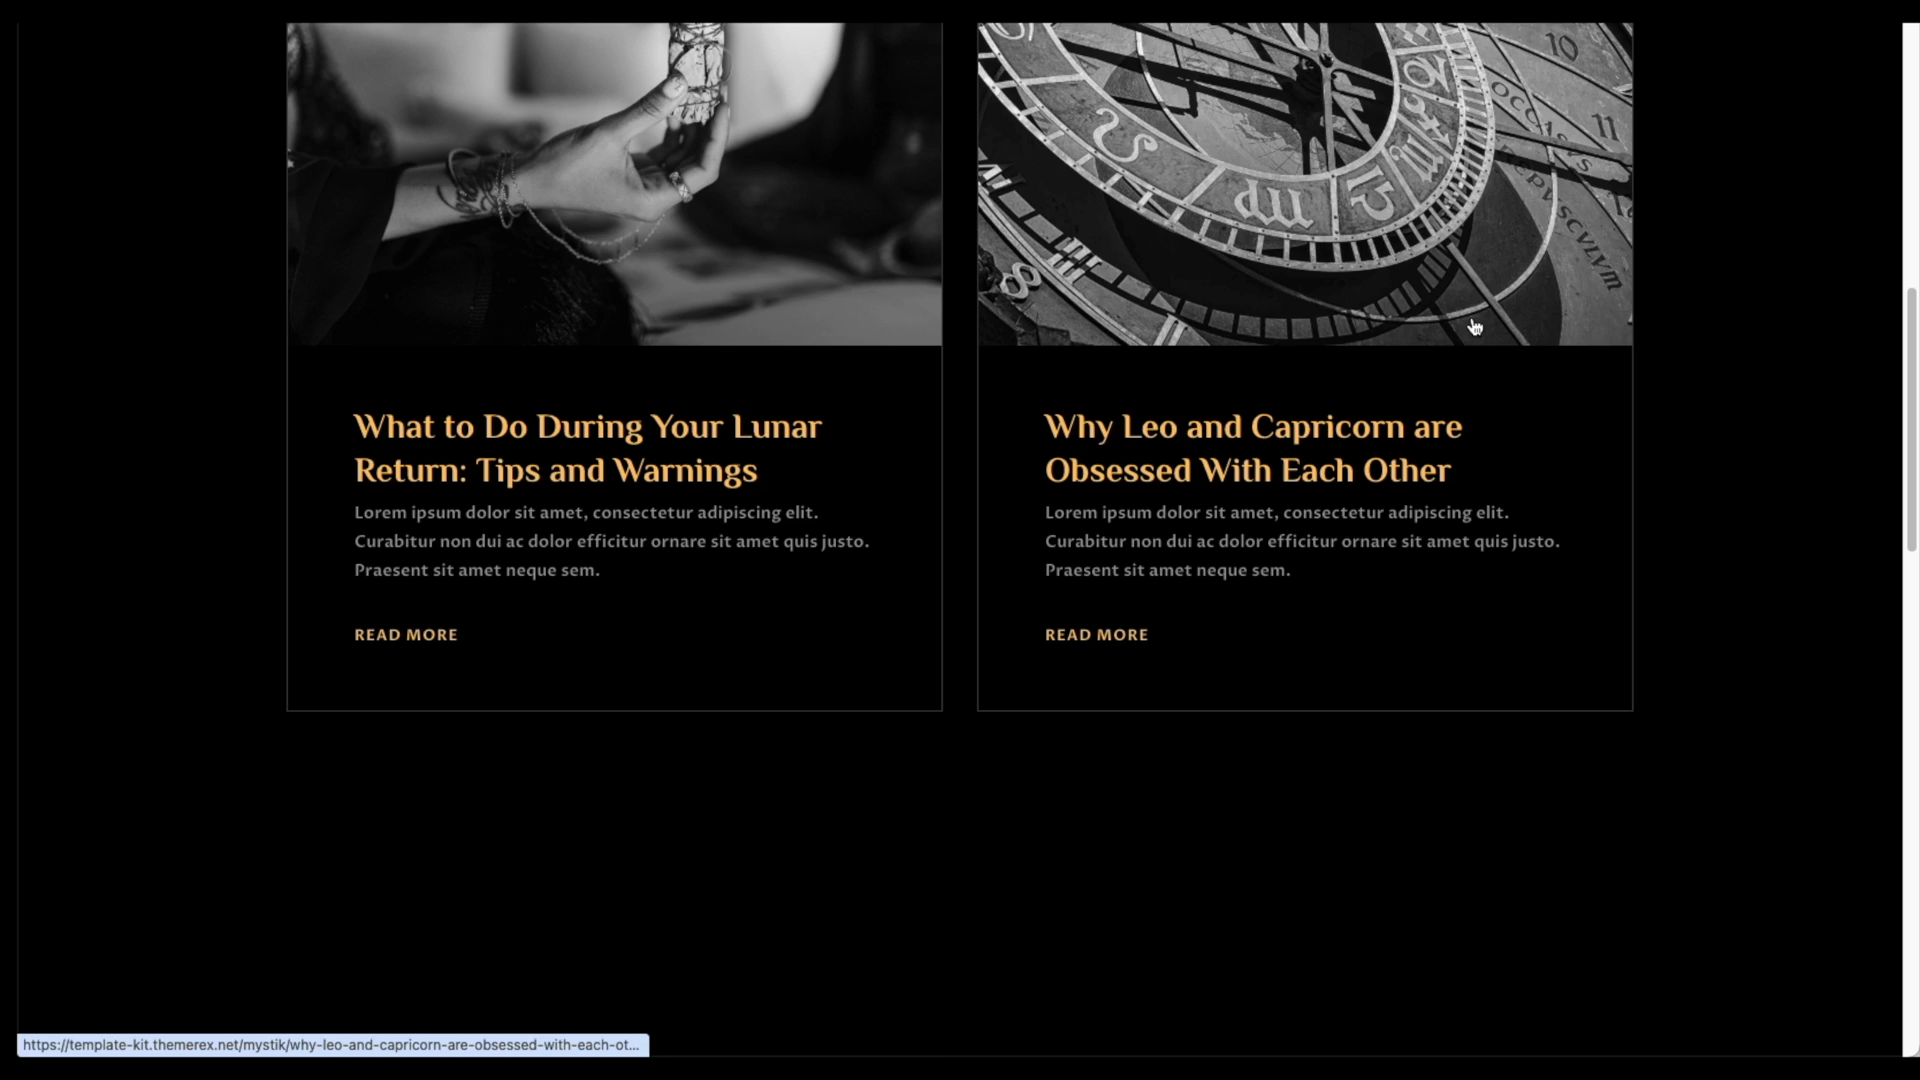 10
11
8
What to Do During Your Lunar
Return: Tips and Warnings
Lorem ipsum dolor sit amet, consectetur adipiscing elit.
Curabitur non dui ac dolor efficitur ornare sit amet quis justo.
Praesent sit amet neque sem.
READ MORE
Why Leo and Capricorn are
Obsessed With Each Other
Lorem ipsum dolor sit amet, consectetur adipiscing elit.
Curabitur non dui ac dolor efficitur ornare sit amet quis justo.
Praesent sit amet neque sem.
READ MORE
https://template-kit.themerex.net/mystik/why-leo-and-capricorn-are-obsessed-with-each-ot...